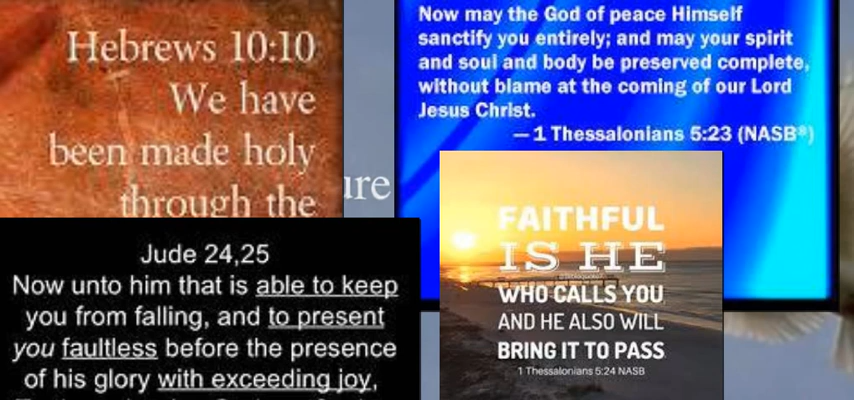 Hebrews 10:10
We have
been made holy
through the
Now may the God of peace Himself
sanctify you entirely; and may your spirit
and soul and body be preserved complete,
without blame at the coming of our Lord
Jesus Christ.
— 1 Thessalonians 5:23 (NASB®)
ure
Jude 24,25
Now unto him that is able to keep
you from falling, and to present
you faultless before the presence
of his glory with exceeding joy,
FAITHFUL
IS HE
WHO CALLS YOU
AND HE ALSO WILL
BRING IT TO PASS
1 Thessalonians 5:24 NASB